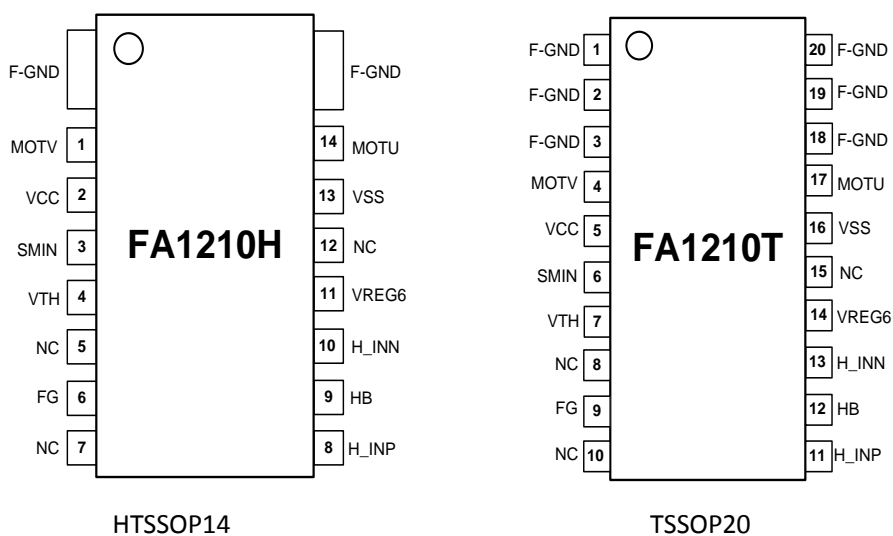 F-GND
F-GND
MOTV 1
14 MOTU
VCC 2
13 VSS
SMIN 3
FA1210H
12 NC
VTH 4
11 VREG6
NC 5
10 H_INN
FG 6
9 HB
NC 7
8 H_INP
HTSSOP14
F-GND 1
20 F-GND
F-GND 2
19 F-GND
F-GND 3
18 F-GND
MOTV 4
17 MOTU
VCC 5
16 VSS
FA1210T
SMIN 6
15 NC
VTH 7
14 VREG6
NC 8
13 H_INN
FG 9
12 HB
NC 10
11 H_INP
TSSOP20